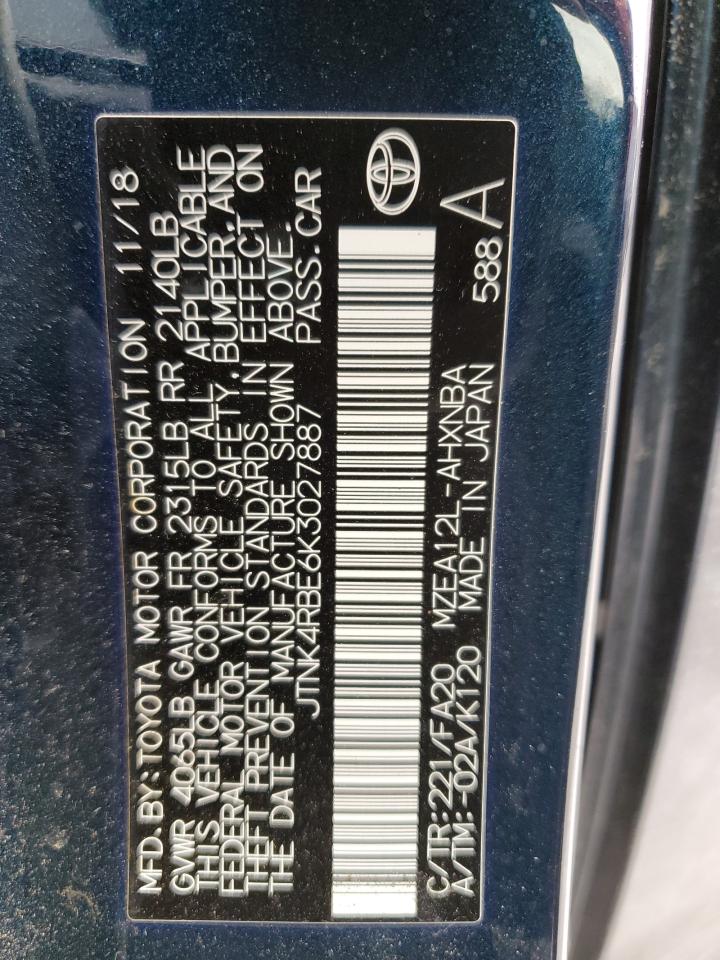 MFD.BY:TOYOTA MOTOR CORPORATION 11/18
GVWR 4065LB GAWR FR 2315LB RR 2140LB
THIS VEHICLE CONFORMS TO ALL APPLICABLE
FEDERAL MOTOR VEHICLE SAFETY,BUMPER,AND
THEFT PREVENTION STANDARDS IN EFFECT ON
THE DATE OF MANUFACTURE SHOWN ABOVE.
JTNK4RBE6K3027887 PASS.CAR
C/TR:221/FA20 MZEA12L-AHXNBA 588
A/TM:-02A/K120 MADE IN JAPAN A